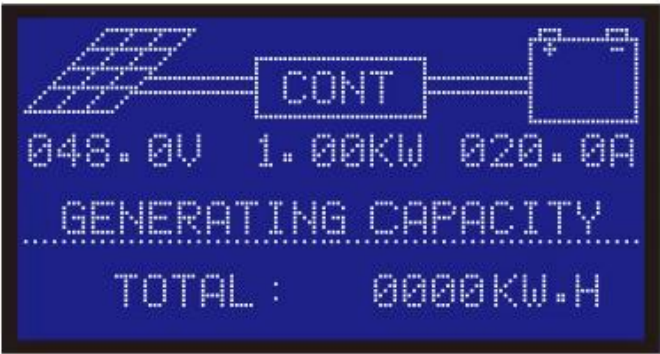 CONT
+ -
048.0V 1.00KW 020.0A
GENERATING CAPACITY
TOTAL: 0000KW.H